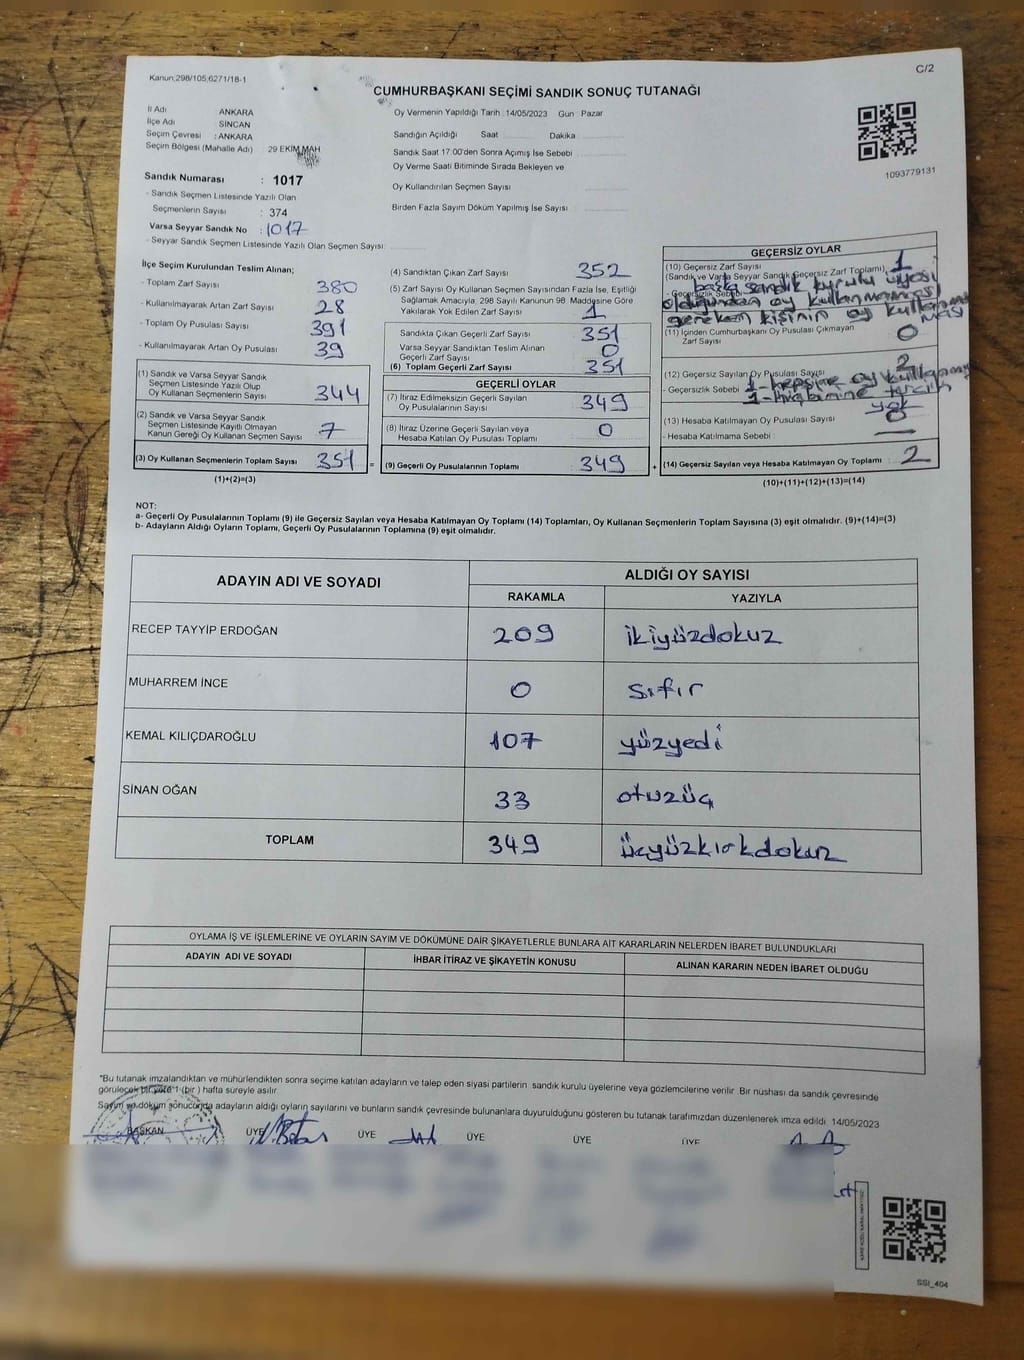 Kanun;298/105;6271/18-1
C/2
CUMHURBAŞKANI SEÇİMİ SANDIK SONUÇ TUTANAĞI
İl Adı ANKARA
İlçe Adı SİNCAN
Seçim Çevresi : ANKARA
Seçim Bölgesi (Mahalle Adı) : 29 EKİM MAH
Oy Vermenin Yapıldığı Tarih : 14/05/2023 Gün : Pazar
Sandığın Açıldığı Saat Dakika
Sandık Saat 17:00'den Sonra Açımış İse Sebebi
Oy Verme Saati Bitiminde Sırada Bekleyen ve
Oy Kullandırılan Seçmen Sayısı
Birden Fazla Sayım Döküm Yapılmış İse Sayısı
1093779131
Sandık Numarası : 1017
- Sandık Seçmen Listesinde Yazılı Olan
Seçmenlerin Sayısı : 374
Varsa Seyyar Sandık No : 1017
- Seyyar Sandık Seçmen Listesinde Yazılı Olan Seçmen Sayısı:
İlçe Seçim Kurulundan Teslim Alınan;
- Toplam Zarf Sayısı 380
- Kullanılmayarak Artan Zarf Sayısı 28
- Toplam Oy Pusulası Sayısı 391
- Kullanılmayarak Artan Oy Pusulası 39
(1) Sandık ve Varsa Seyyar Sandık
Seçmen Listesinde Yazılı Olup
Oy Kullanan Seçmenlerin Sayısı 344
(2) Sandık ve Varsa Seyyar Sandık
Seçmen Listesinde Kayıtlı Olmayan
Kanun Gereği Oy Kullanan Seçmen Sayısı 7
(3) Oy Kullanan Seçmenlerin Toplam Sayısı 351 =
(1)+(2)=(3)
(4) Sandıktan Çıkan Zarf Sayısı 352
(5) Zarf Sayısı Oy Kullanan Seçmen Sayısından Fazla İse, Eşitliği
Sağlamak Amacıyla, 298 Sayılı Kanunun 98. Maddesine Göre
Yakılarak Yok Edilen Zarf Sayısı 1
Sandıkta Çıkan Geçerli Zarf Sayısı 351
Varsa Seyyar Sandıktan Teslim Alınan
Geçerli Zarf Sayısı 0
(6) Toplam Geçerli Zarf Sayısı 351
GEÇERLİ OYLAR
(7) İtiraz Edilmeksizin Geçerli Sayılan
Oy Pusulalarının Sayısı 349
(8) İtiraz Üzerine Geçerli Sayılan veya
Hesaba Katılan Oy Pusulası Toplamı 0
(9) Geçerli Oy Pusulalarının Toplamı 349 +
GEÇERSİZ OYLAR
(10) Geçersiz Zarf Sayısı 1
(Sandık ve Varsa Seyyar Sandık Geçersiz Zarf Toplamı)
- Geçersizlik Sebebi başka sandık kurulu üyesi
olduğundan oy kullanmaması
gereken kişinin oy kullanması
(11) İçinden Cumhurbaşkanı Oy Pusulası Çıkmayan
Zarf Sayısı 0
(12) Geçersiz Sayılan Oy Pusulası Sayısı 2
- Geçersizlik Sebebi 1- hepsine oy
1- hiçbirine tercih
yok
(13) Hesaba Katılmayan Oy Pusulası Sayısı 0
- Hesaba Katılmama Sebebi : —
(14) Geçersiz Sayılan veya Hesaba Katılmayan Oy Toplamı 2
(10)+(11)+(12)+(13)=(14)
NOT:
a- Geçerli Oy Pusulalarının Toplamı (9) ile Geçersiz Sayılan veya Hesaba Katılmayan Oy Toplamı (14) Toplamları, Oy Kullanan Seçmenlerin Toplam Sayısına (3) eşit olmalıdır. (9)+(14)=(3)
b- Adayların Aldığı Oyların Toplamı, Geçerli Oy Pusulalarının Toplamına (9) eşit olmalıdır.
ADAYIN ADI VE SOYADI ALDIĞI OY SAYISI
RAKAMLA YAZIYLA
RECEP TAYYİP ERDOĞAN 209 ikiyüzdokuz
MUHARREM İNCE 0 sıfır
KEMAL KILIÇDAROĞLU 107 yüzyedi
SİNAN OĞAN 33 otuzüç
TOPLAM 349 üçyüzkırkdokuz
OYLAMA İŞ VE İŞLEMLERİNE VE OYLARIN SAYIM VE DÖKÜMÜNE DAİR ŞİKAYETLERLE BUNLARA AİT KARARLARIN NELERDEN İBARET BULUNDUKLARI
ADAYIN ADI VE SOYADI İHBAR İTİRAZ VE ŞİKAYETİN KONUSU ALINAN KARARIN NEDEN İBARET OLDUĞU
"Bu tutanak imzalandıktan ve mühürlendikten sonra seçime katılan adayların ve talep eden siyasi partilerin sandık kurulu üyelerine veya gözlemcilerine verilir. Bir nüshası da sandık çevresinde
görülecek bir yere 1 (bir) hafta süreyle asılır.
Sayım ve döküm sonucunda adayların aldığı oyların sayılarını ve bunların sandık çevresinde bulunanlara duyurulduğunu gösteren bu tutanak tarafımızdan düzenlenerek imza edildi. 14/05/2023
BAŞKAN ÜYE ÜYE ÜYE ÜYE ÜYE
SSI_404